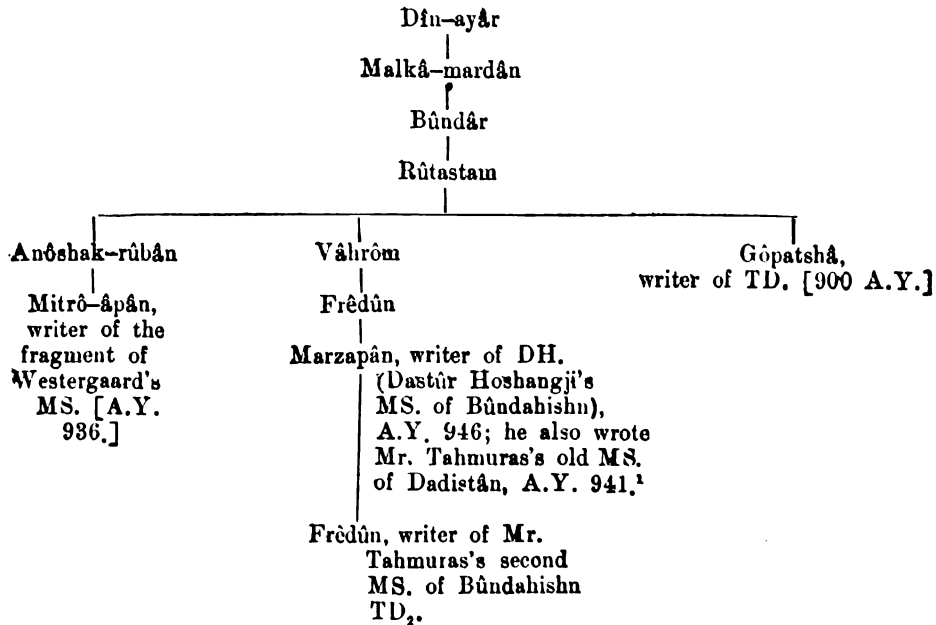 Dîn-ayâr
Malkâ-mardân
Bûndâr
Rûtastam
Anôshak-rûbân
Mitrô-âpân,
writer of the
fragment of
Westergaard's
MS. [A.Y.
936.]
Vâhrôm
Frêdûn
Marzapân, writer of DH.
(Dastûr Hoshangji's
MS. of Bûndahishn),
A.Y. 946; he also wrote
Mr. Tahmuras's old MS.
of Dadistân, A.Y. 941.¹
Frèdûn, writer of Mr.
Tahmuras's second
MS. of Bûndahishn
TD₂.
Gôpatshâ,
writer of TD. [900 A.Y.]